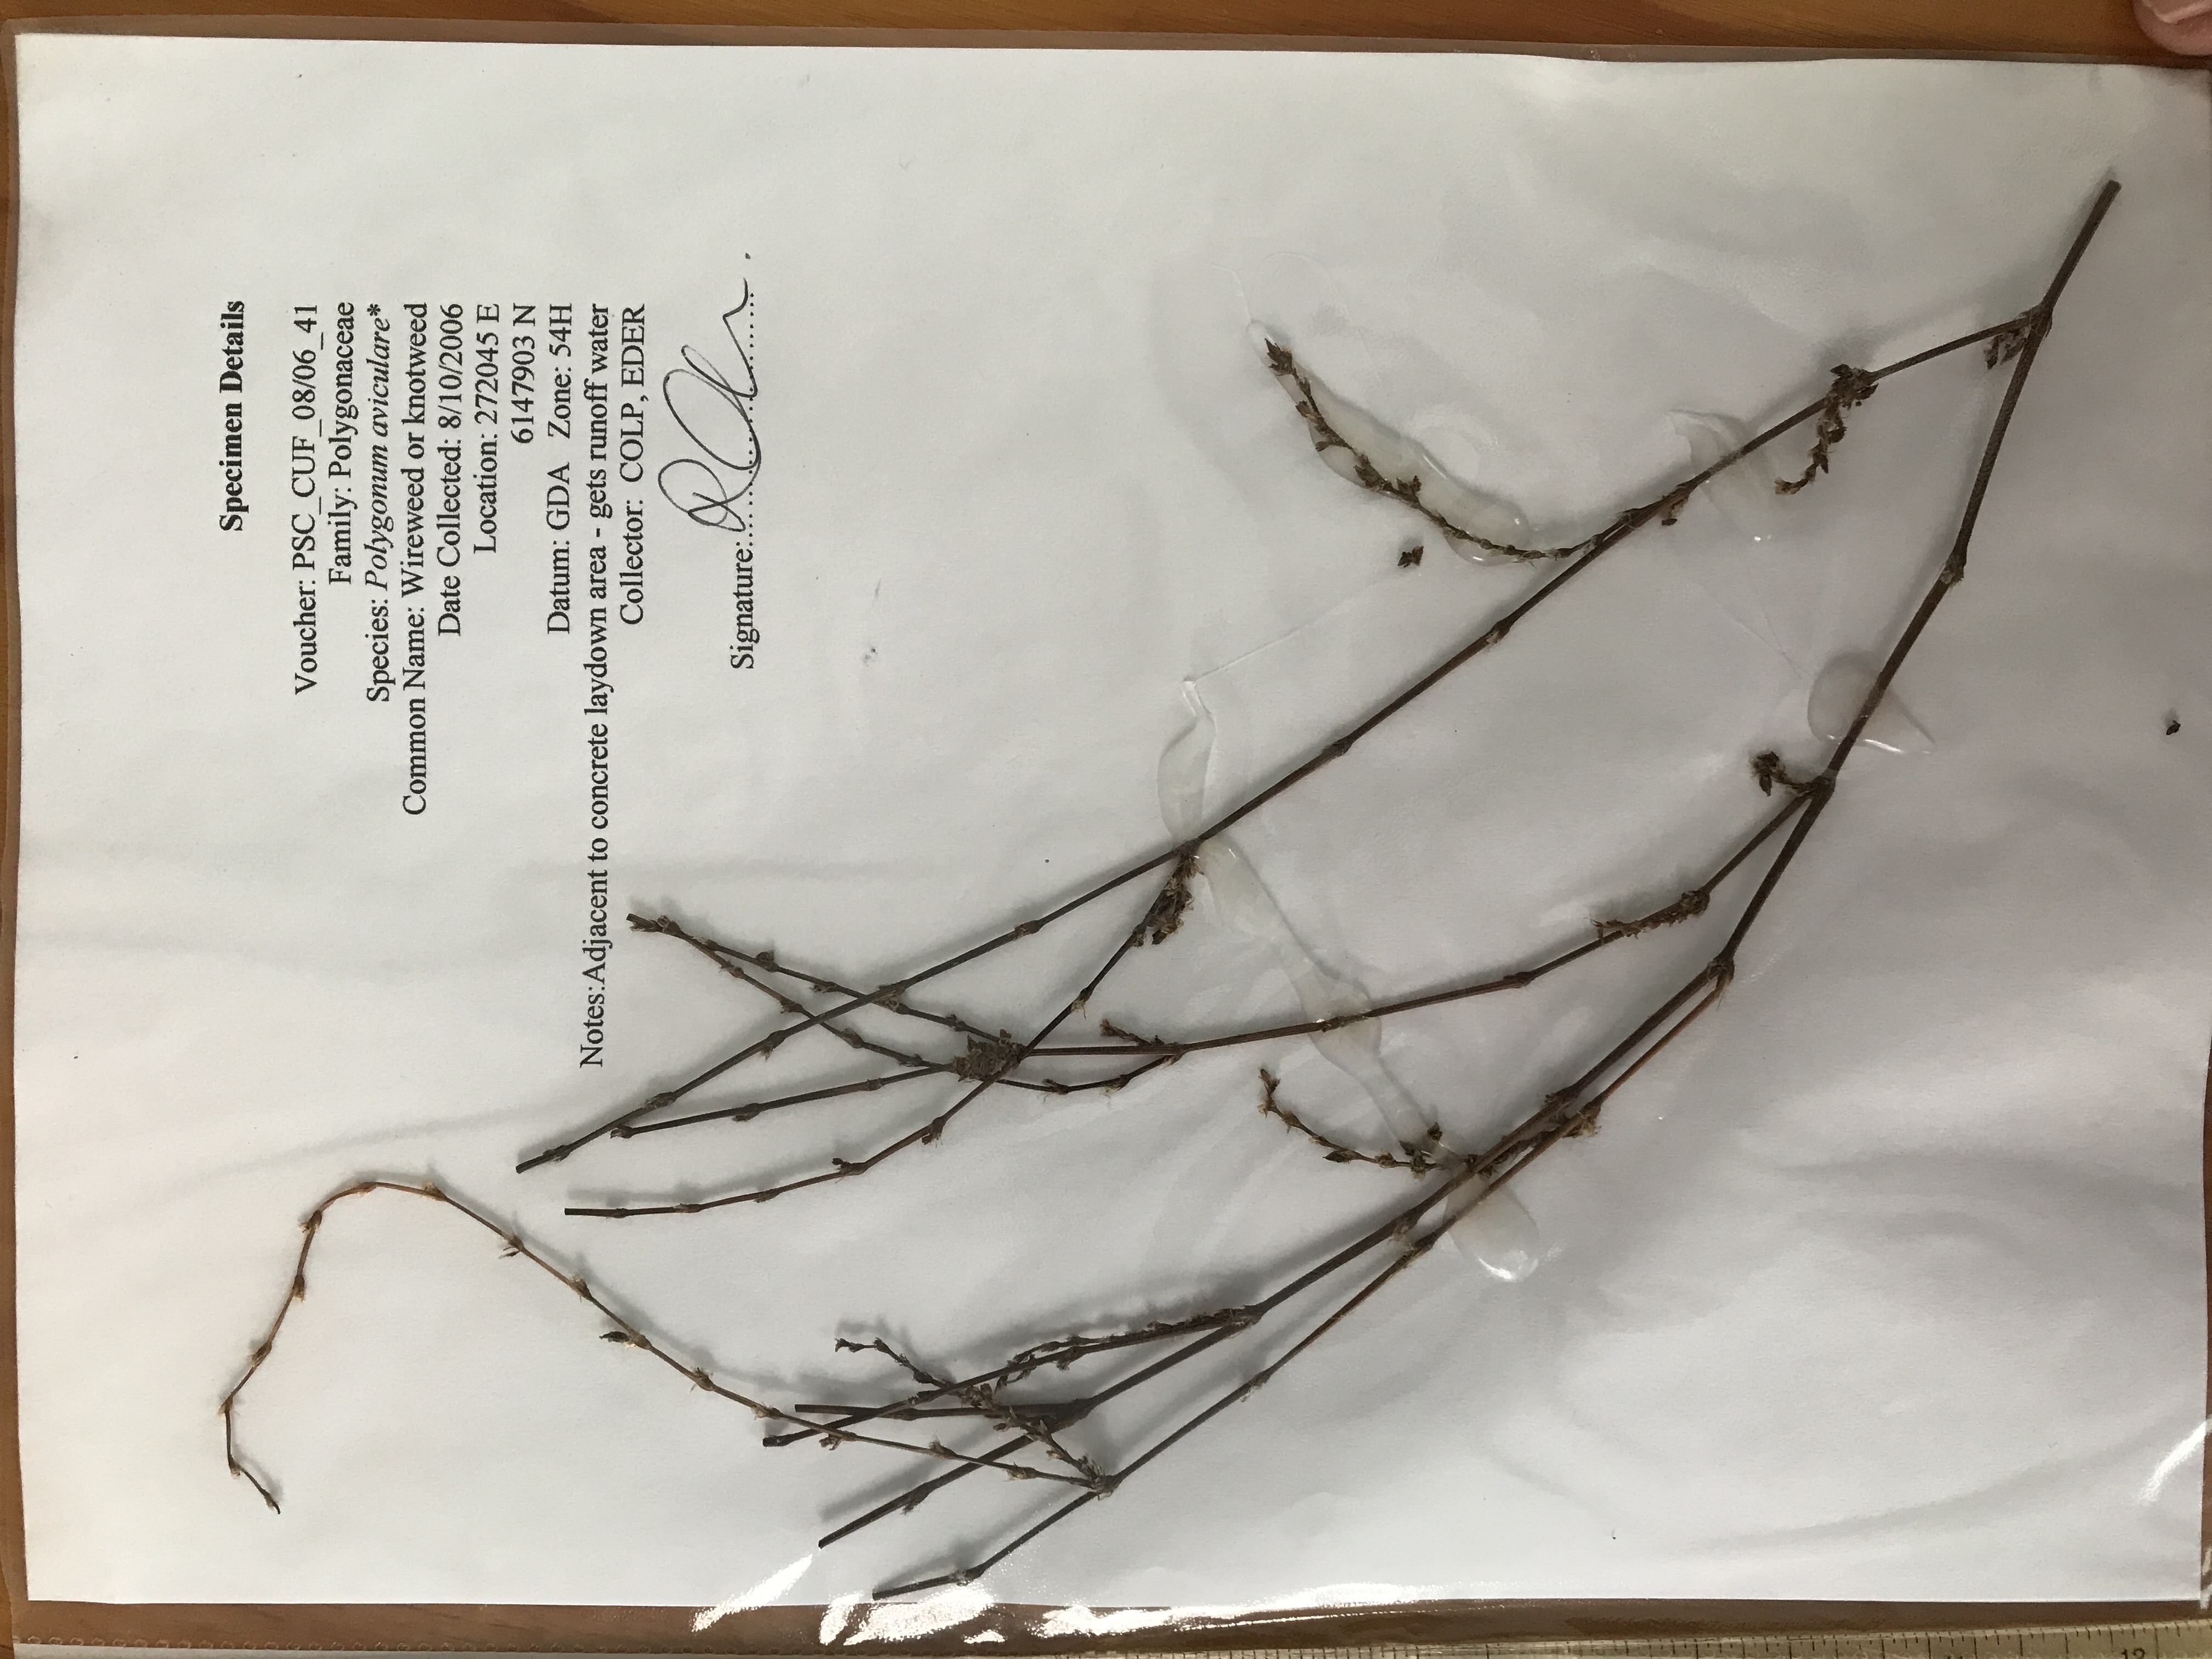 Specimen Details
Voucher: PSC_CUF_08/06_41
Family: Polygonaceae
Species: Polygonum aviculare*
Common Name: Wireweed or knotweed
Date Collected: 8/10/2006
Location: 272045 E
6147903 N
Datum: GDA Zone: 54H
Notes:Adjacent to concrete laydown area - gets runoff water
Collector: COLP, EDER
Signature: